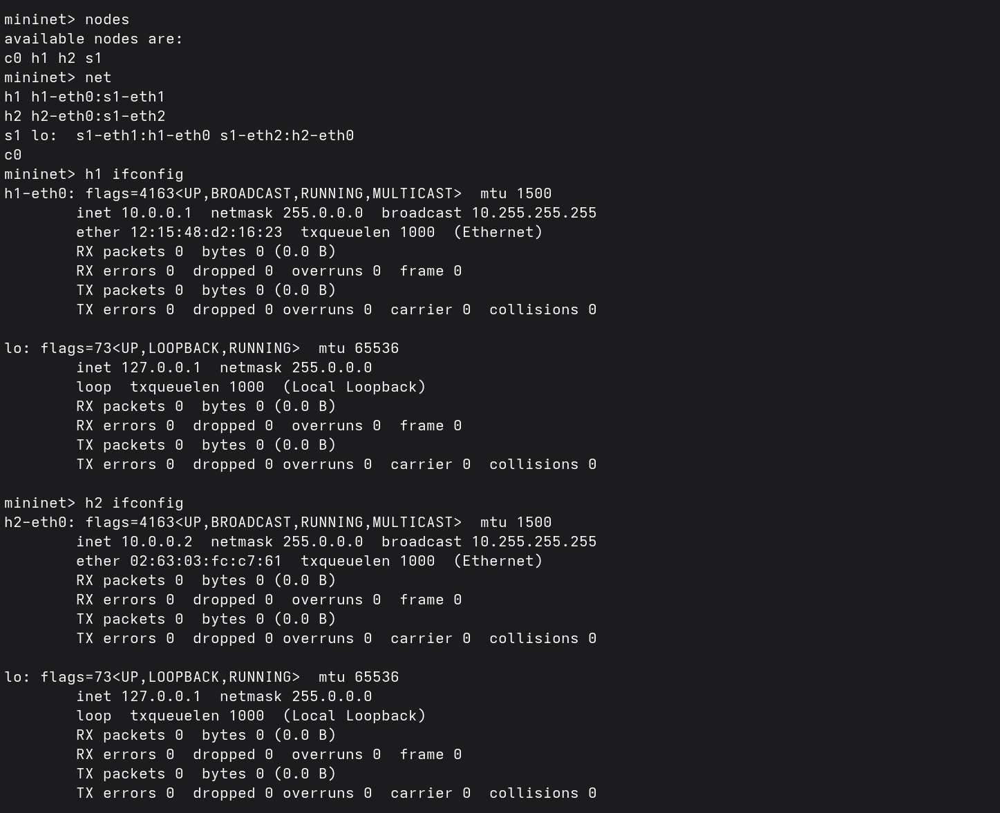 mininet> nodes
available nodes are:
c0 h1 h2 s1
mininet> net
h1 h1-eth0:s1-eth1
h2 h2-eth0:s1-eth2
s1 lo:  s1-eth1:h1-eth0 s1-eth2:h2-eth0
c0
mininet> h1 ifconfig
h1-eth0: flags=4163<UP,BROADCAST,RUNNING,MULTICAST>  mtu 1500
        inet 10.0.0.1  netmask 255.0.0.0  broadcast 10.255.255.255
        ether 12:15:48:d2:16:23  txqueuelen 1000  (Ethernet)
        RX packets 0  bytes 0 (0.0 B)
        RX errors 0  dropped 0  overruns 0  frame 0
        TX packets 0  bytes 0 (0.0 B)
        TX errors 0  dropped 0 overruns 0  carrier 0  collisions 0

lo: flags=73<UP,LOOPBACK,RUNNING>  mtu 65536
        inet 127.0.0.1  netmask 255.0.0.0
        loop  txqueuelen 1000  (Local Loopback)
        RX packets 0  bytes 0 (0.0 B)
        RX errors 0  dropped 0  overruns 0  frame 0
        TX packets 0  bytes 0 (0.0 B)
        TX errors 0  dropped 0 overruns 0  carrier 0  collisions 0

mininet> h2 ifconfig
h2-eth0: flags=4163<UP,BROADCAST,RUNNING,MULTICAST>  mtu 1500
        inet 10.0.0.2  netmask 255.0.0.0  broadcast 10.255.255.255
        ether 02:63:03:fc:c7:61  txqueuelen 1000  (Ethernet)
        RX packets 0  bytes 0 (0.0 B)
        RX errors 0  dropped 0  overruns 0  frame 0
        TX packets 0  bytes 0 (0.0 B)
        TX errors 0  dropped 0 overruns 0  carrier 0  collisions 0

lo: flags=73<UP,LOOPBACK,RUNNING>  mtu 65536
        inet 127.0.0.1  netmask 255.0.0.0
        loop  txqueuelen 1000  (Local Loopback)
        RX packets 0  bytes 0 (0.0 B)
        RX errors 0  dropped 0  overruns 0  frame 0
        TX packets 0  bytes 0 (0.0 B)
        TX errors 0  dropped 0 overruns 0  carrier 0  collisions 0